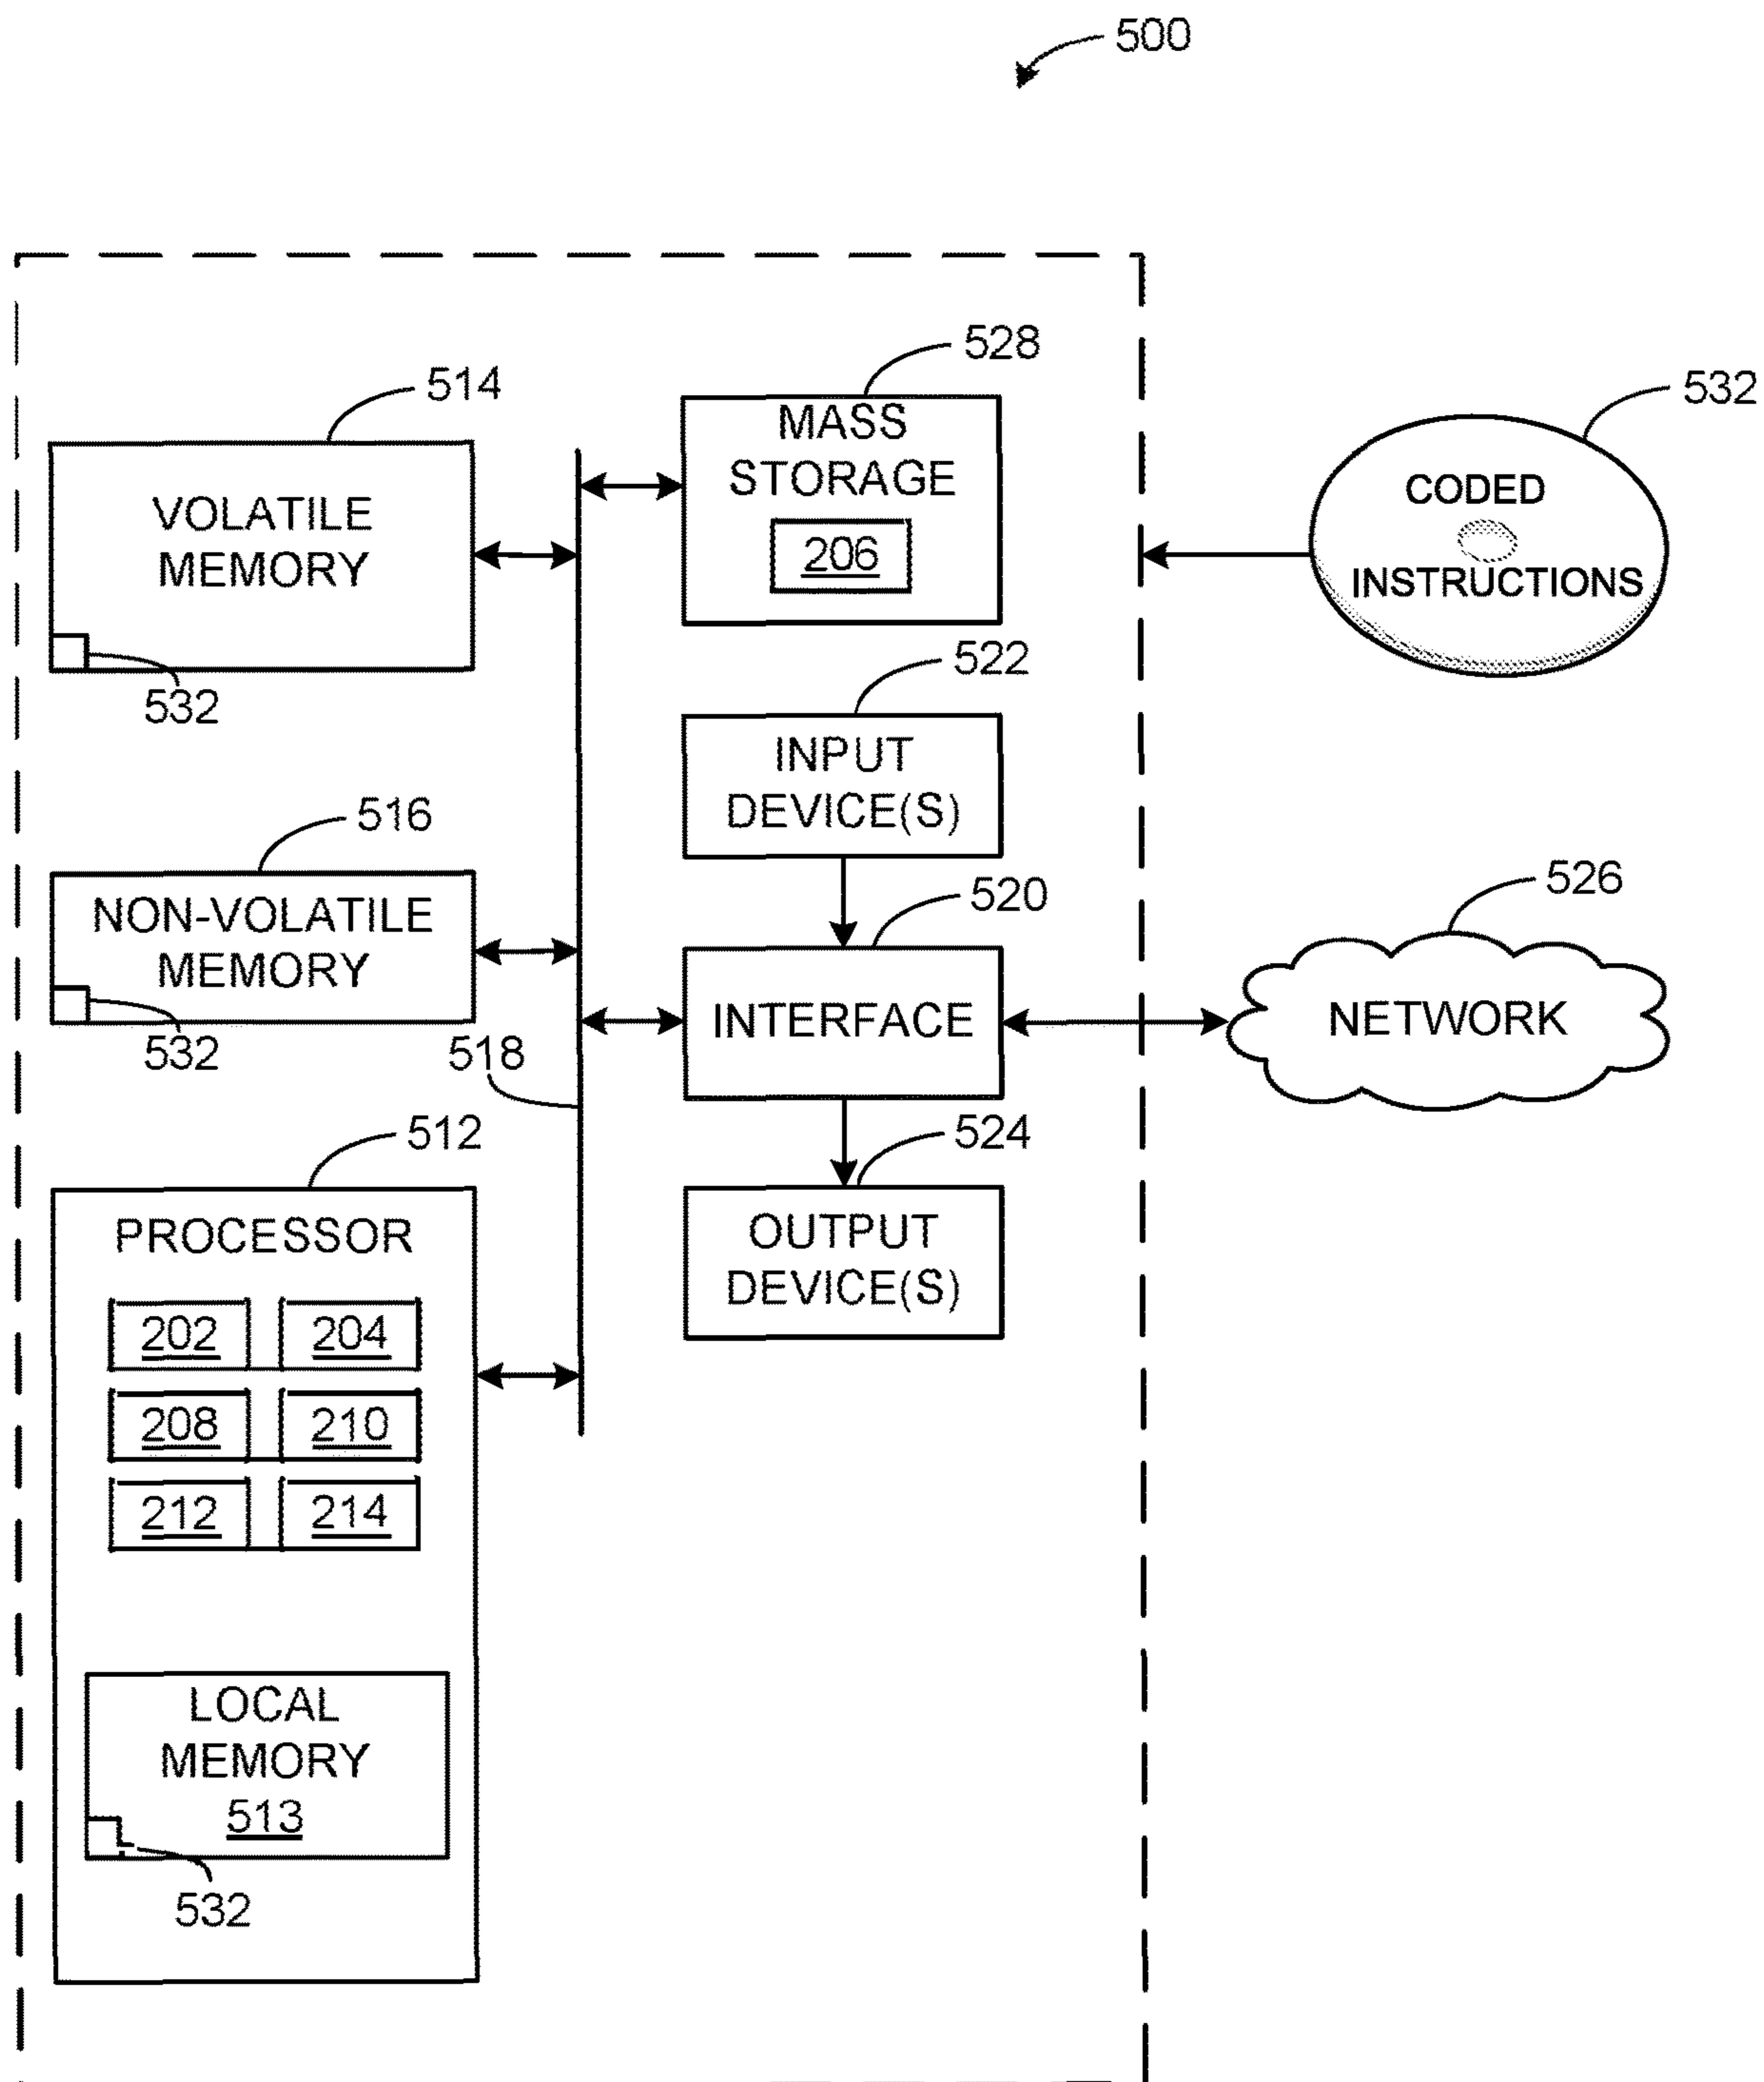 500
528
MASS
STORAGE
206
514
VOLATILE
MEMORY
532
532
CODED
INSTRUCTIONS
522
INPUT
DEVICE(S)
516
NON-VOLATILE
MEMORY
532
518
520
INTERFACE
526
NETWORK
512
PROCESSOR
202
204
208
210
212
214
LOCAL
MEMORY
513
532
524
OUTPUT
DEVICE(S)